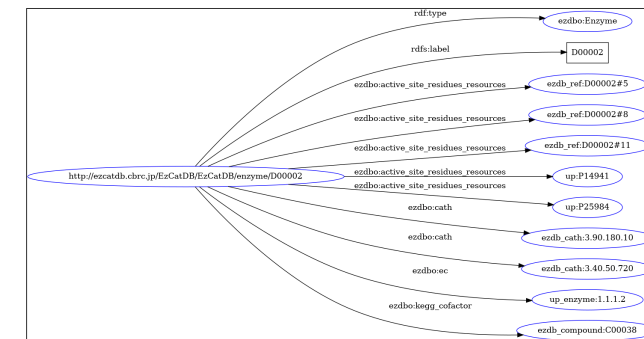 rdf:type
ezdbo:Enzyme
rdfs:label
D00002
ezdbo:active_site_residues_resources
ezdb_ref:D00002#5
ezdbo:active_site_residues_resources
ezdb_ref:D00002#8
ezdbo:active_site_residues_resources
ezdb_ref:D00002#11
http://ezcatdb.cbrc.jp/EzCatDB/EzCatDB/enzyme/D00002
ezdbo:active_site_residues_resources
up:P14941
ezdbo:active_site_residues_resources
up:P25984
ezdbo:cath
ezdb_cath:3.90.180.10
ezdbo:cath
ezdb_cath:3.40.50.720
ezdbo:ec
up_enzyme:1.1.1.2
ezdbo:kegg_cofactor
ezdb_compound:C00038